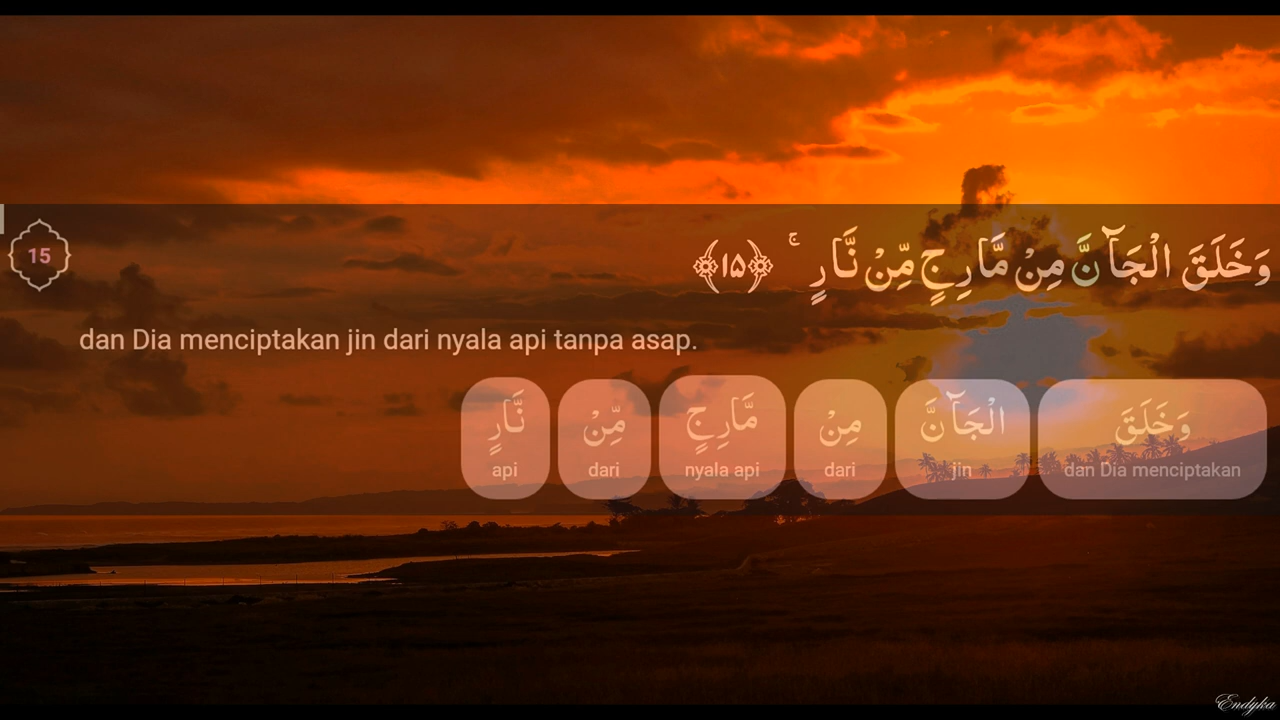 وَخَلَقَ الْجَآنَّ مِنْ مَّارِجٍ مِّنْ نَّارٍ ۚ ﴿١٥﴾
15
dan Dia menciptakan jin dari nyala api tanpa asap.
وَخَلَقَ الْجَآنَّ مِنْ مَّارِجٍ مِّنْ نَّارٍ
dan Dia menciptakan jin dari nyala api dari api
Endyka